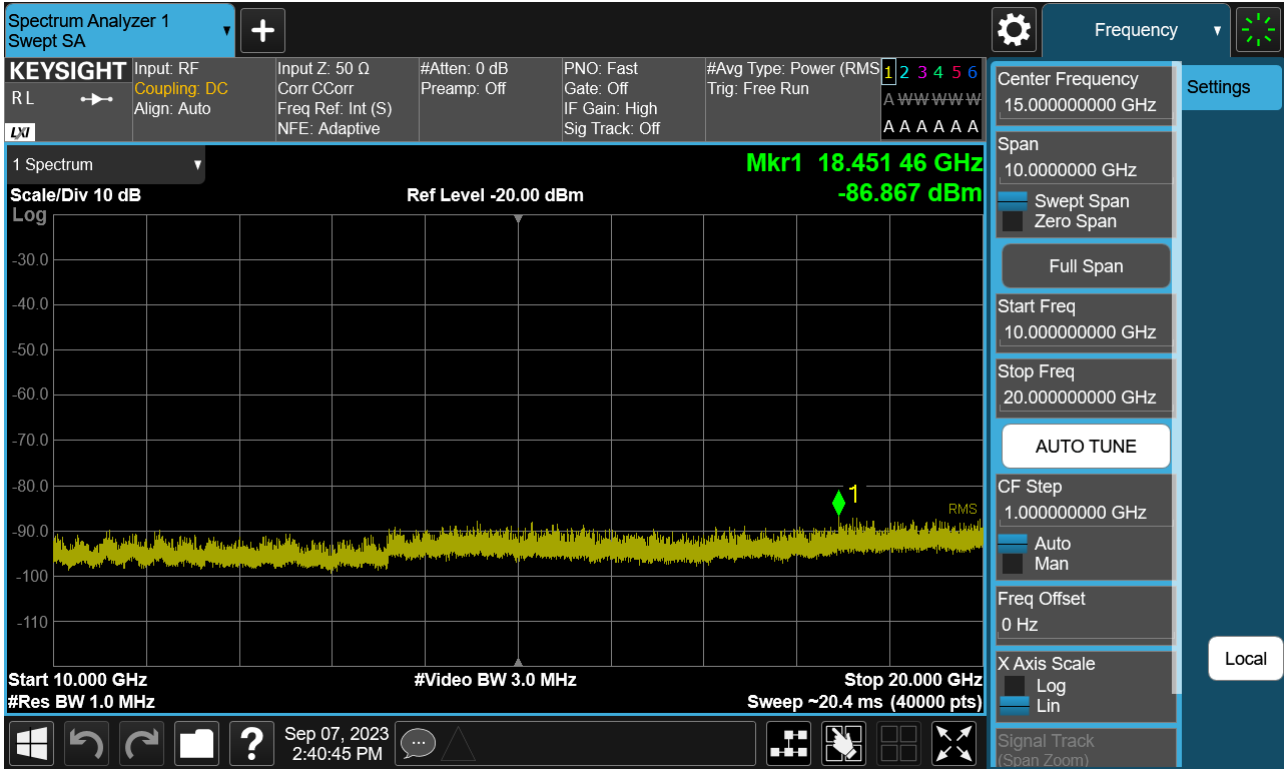 Spectrum Analyzer 1
Swept SA
Frequency
KEYSIGHT
R L
LXI
Input: RF
Coupling: DC
Align: Auto
Input Z: 50 Ω
Corr CCorr
Freq Ref: Int (S)
NFE: Adaptive
#Atten: 0 dB
Preamp: Off
PNO: Fast
Gate: Off
IF Gain: High
Sig Track: Off
#Avg Type: Power (RMS
Trig: Free Run
1 2 3 4 5 6
A W W W W W
A A A A A A
1 Spectrum
Mkr1 18.451 46 GHz
-86.867 dBm
Scale/Div 10 dB
Ref Level -20.00 dBm
Log
-30.0
-40.0
-50.0
-60.0
-70.0
-80.0
-90.0
-100
-110
1
RMS
Start 10.000 GHz
#Video BW 3.0 MHz
Stop 20.000 GHz
#Res BW 1.0 MHz
Sweep ~20.4 ms (40000 pts)
Center Frequency
15.000000000 GHz
Settings
Span
10.0000000 GHz
Swept Span
Zero Span
Full Span
Start Freq
10.000000000 GHz
Stop Freq
20.000000000 GHz
AUTO TUNE
CF Step
1.000000000 GHz
Auto
Man
Freq Offset
0 Hz
X Axis Scale
Log
Lin
Local
Signal Track
(Span Zoom)
?
Sep 07, 2023
2:40:45 PM